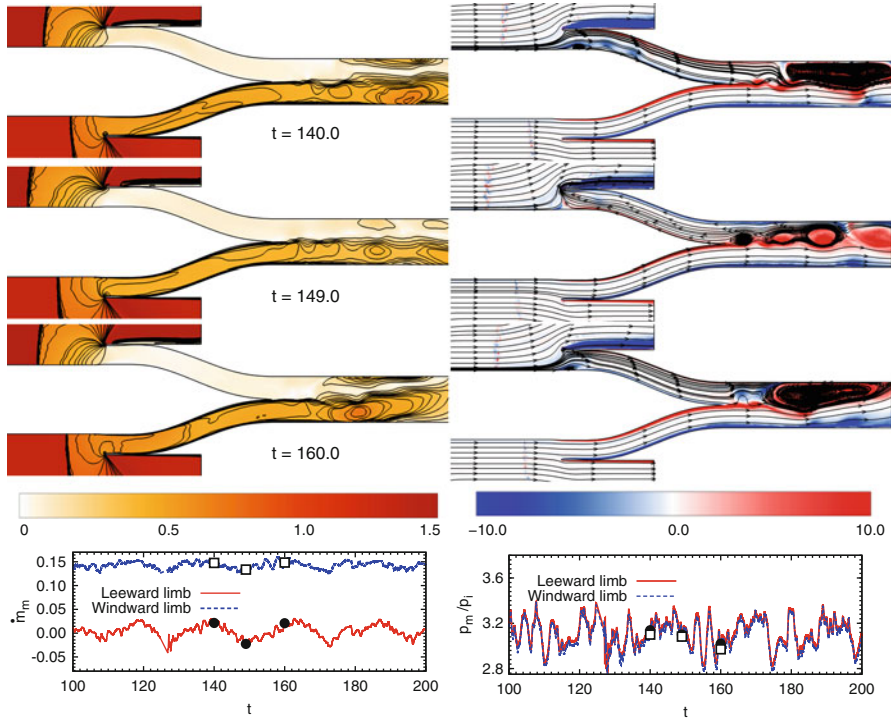 t = 140.0
t = 149.0
t = 160.0
0 0.5 1.0 1.5
−10.0 0.0 10.0
0.15
0.10
0.05
0.00
-0.05
ṁm
Leeward limb
Windward limb
100 120 140 160 180 200
t
3.6
3.2
2.8
pm/pi
Leeward limb
Windward limb
100 120 140 160 180 200
t